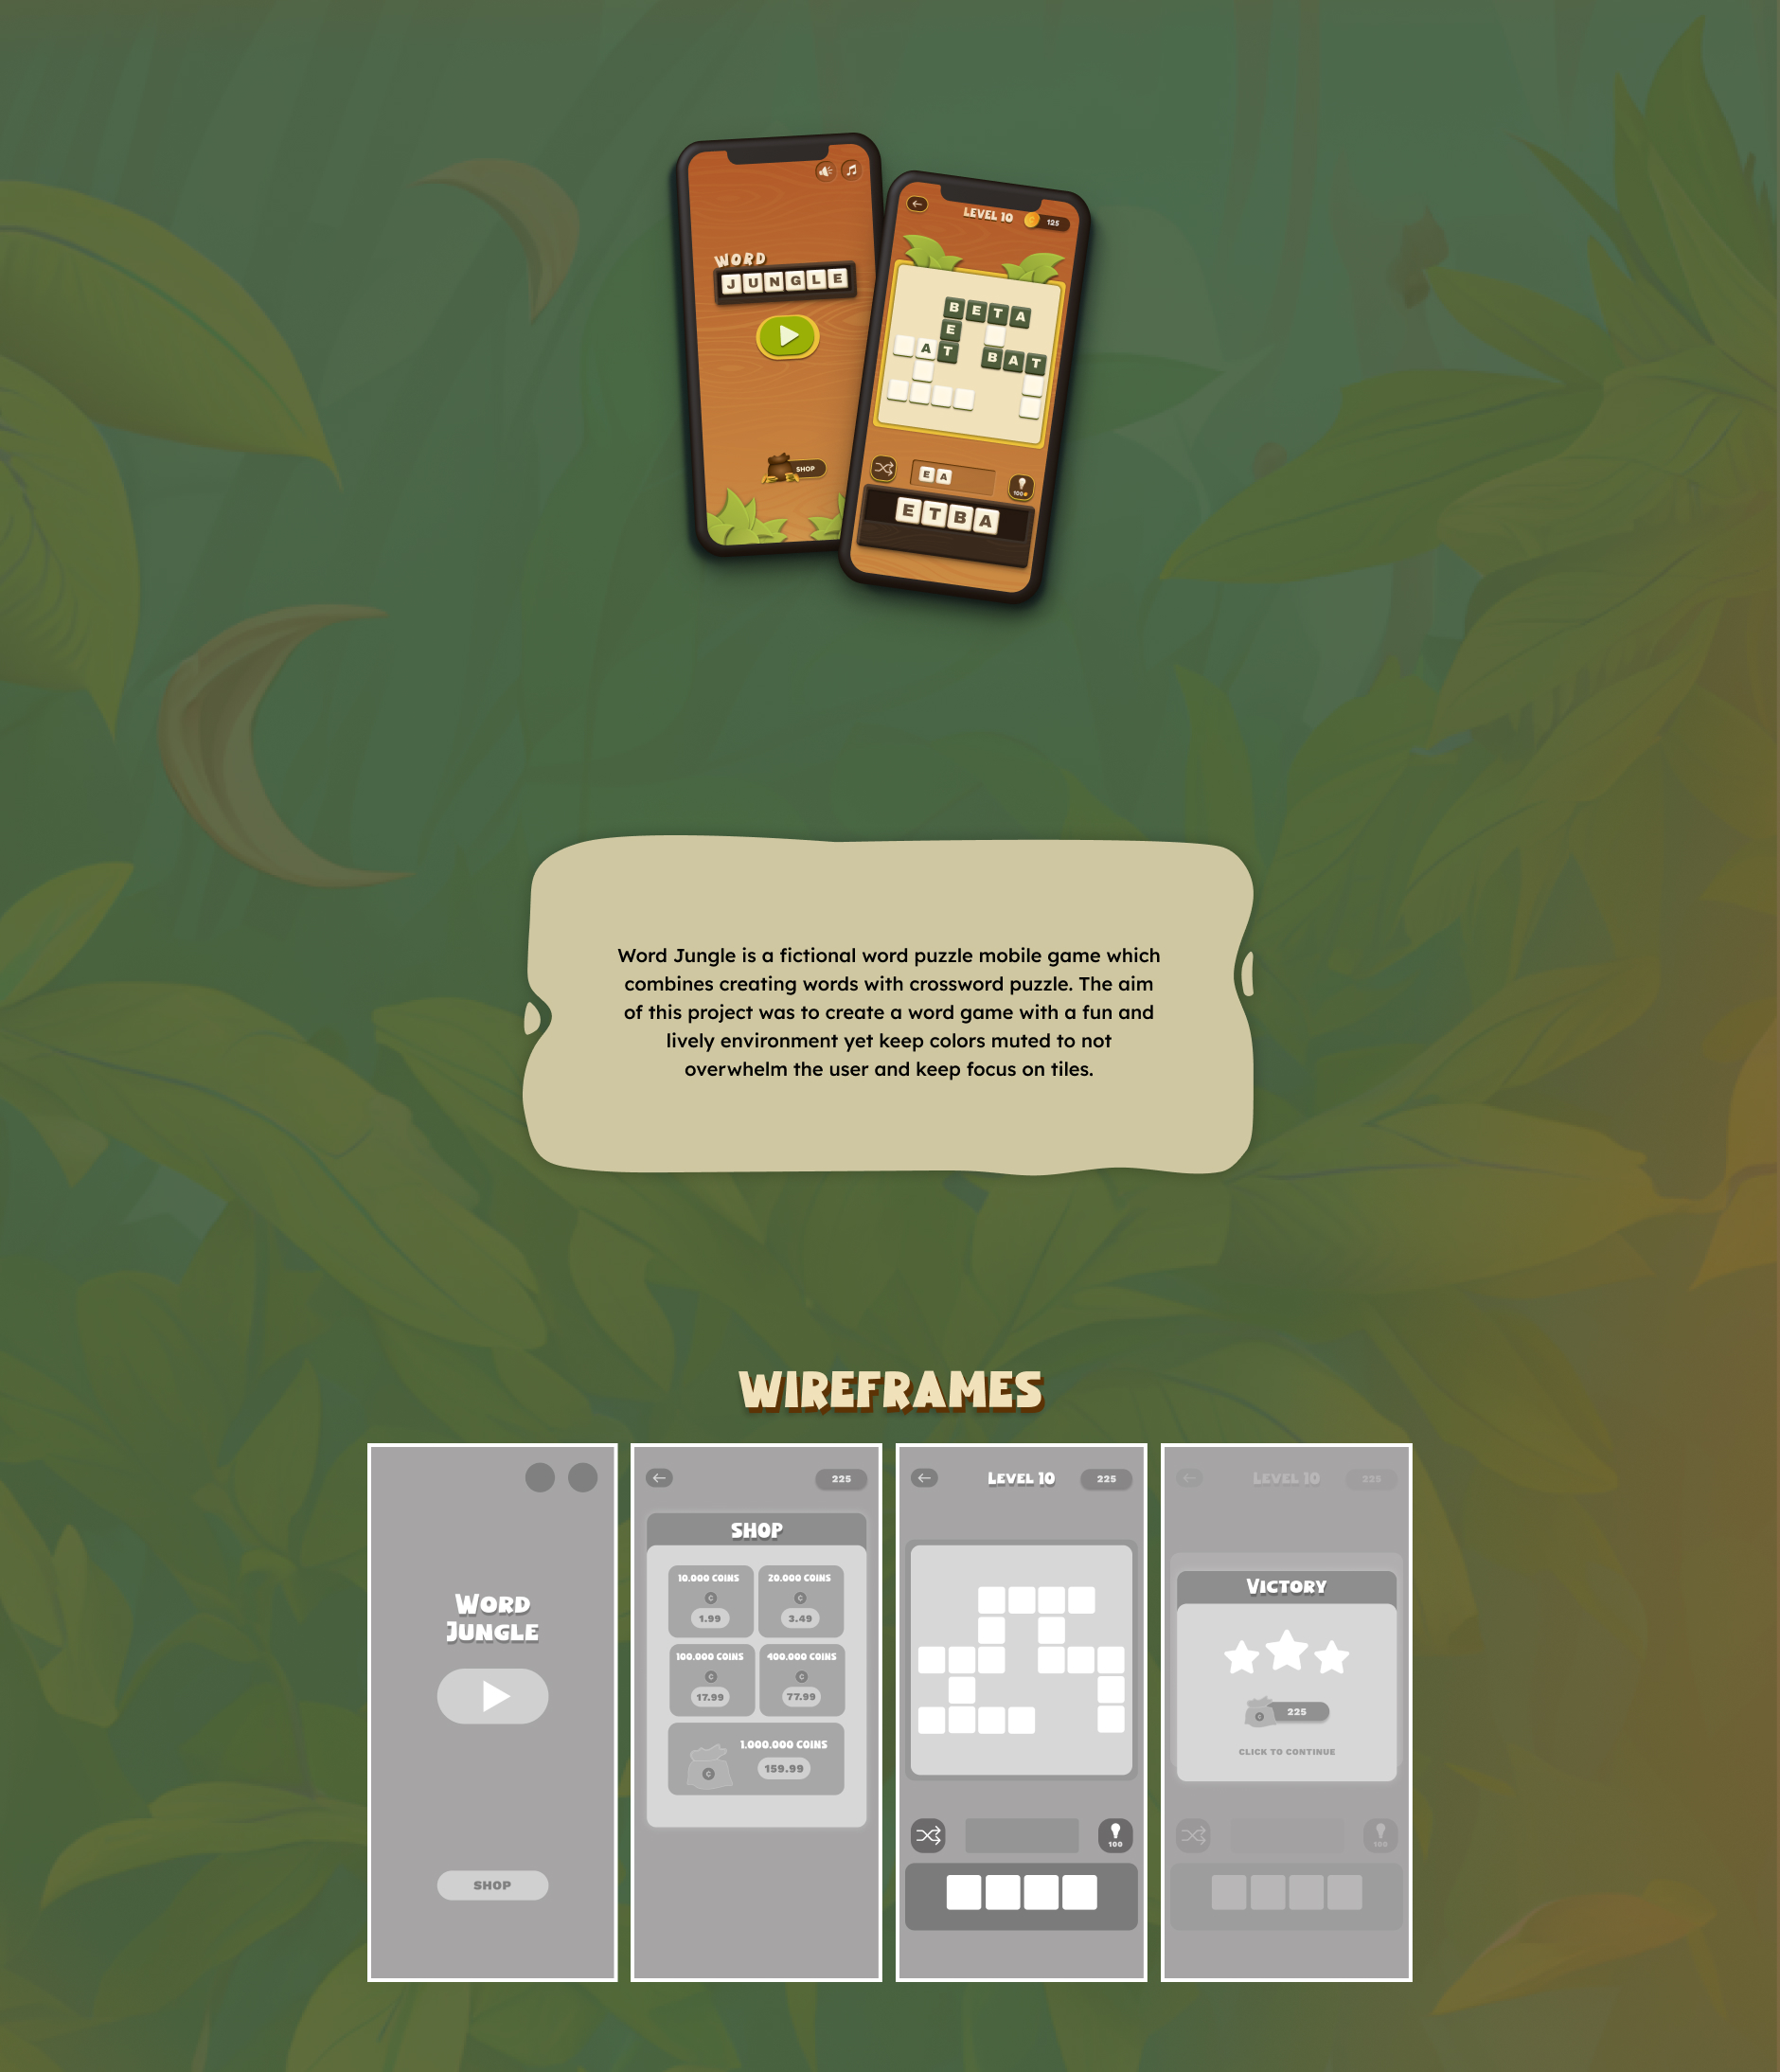 WORD
JUNGLE
SHOP
LEVEL 10
125
BETA
E
AT
BAT
EA
100
ETBA
Word Jungle is a fictional word puzzle mobile game which
combines creating words with crossword puzzle. The aim
of this project was to create a word game with a fun and
lively environment yet keep colors muted to not
overwhelm the user and keep focus on tiles.
WIREFRAMES
WORD
JUNGLE
SHOP
225
SHOP
10.000 COINS
C
1.99
20.000 COINS
C
3.49
100.000 COINS
C
17.99
400.000 COINS
C
77.99
1.000.000 COINS
C
159.99
LEVEL 10
225
100
LEVEL 10
225
VICTORY
C
225
CLICK TO CONTINUE
100